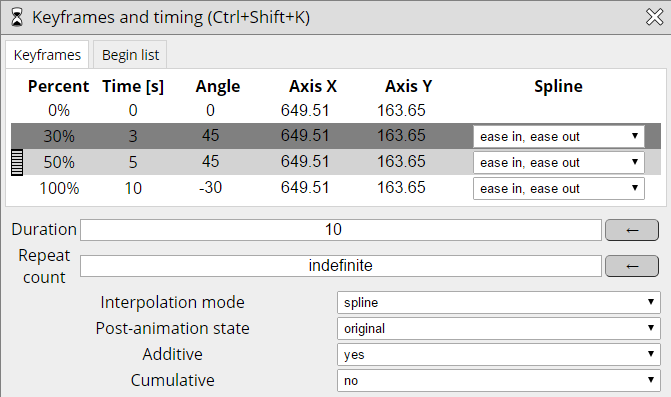 Keyframes and timing (Ctrl+Shift+K)
Keyframes Begin list
Percent Time [s] Angle Axis X Axis Y Spline
0% 0 0 649.51 163.65
30% 3 45 649.51 163.65 ease in, ease out
50% 5 45 649.51 163.65 ease in, ease out
100% 10 -30 649.51 163.65 ease in, ease out
Duration 10 ←
Repeat count indefinite ←
Interpolation mode spline
Post-animation state original
Additive yes
Cumulative no